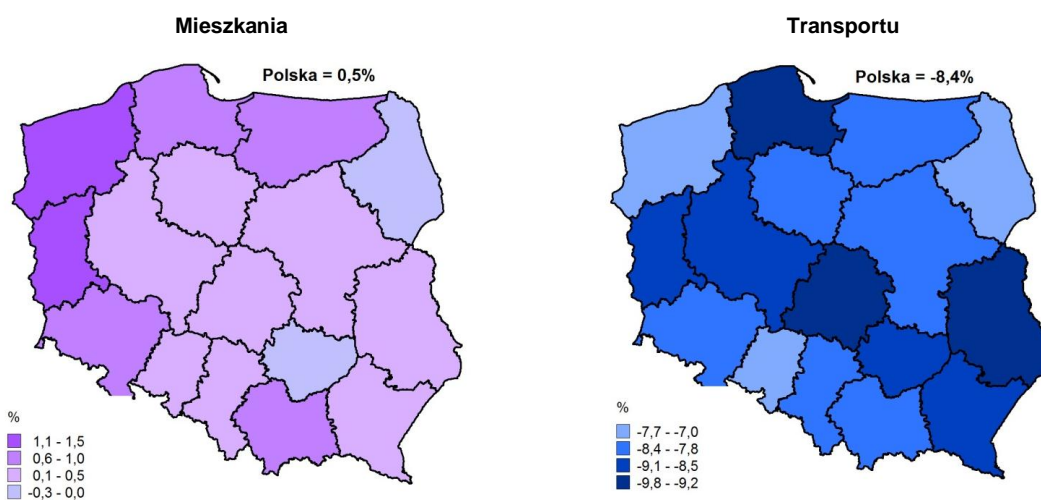 Mieszkania
Polska = 0,5%
%
1,1 - 1,5
0,6 - 1,0
0,1 - 0,5
-0,3 - 0,0
Transportu
Polska = -8,4%
%
-7,7 - -7,0
-8,4 - -7,8
-9,1 - -8,5
-9,8 - -9,2